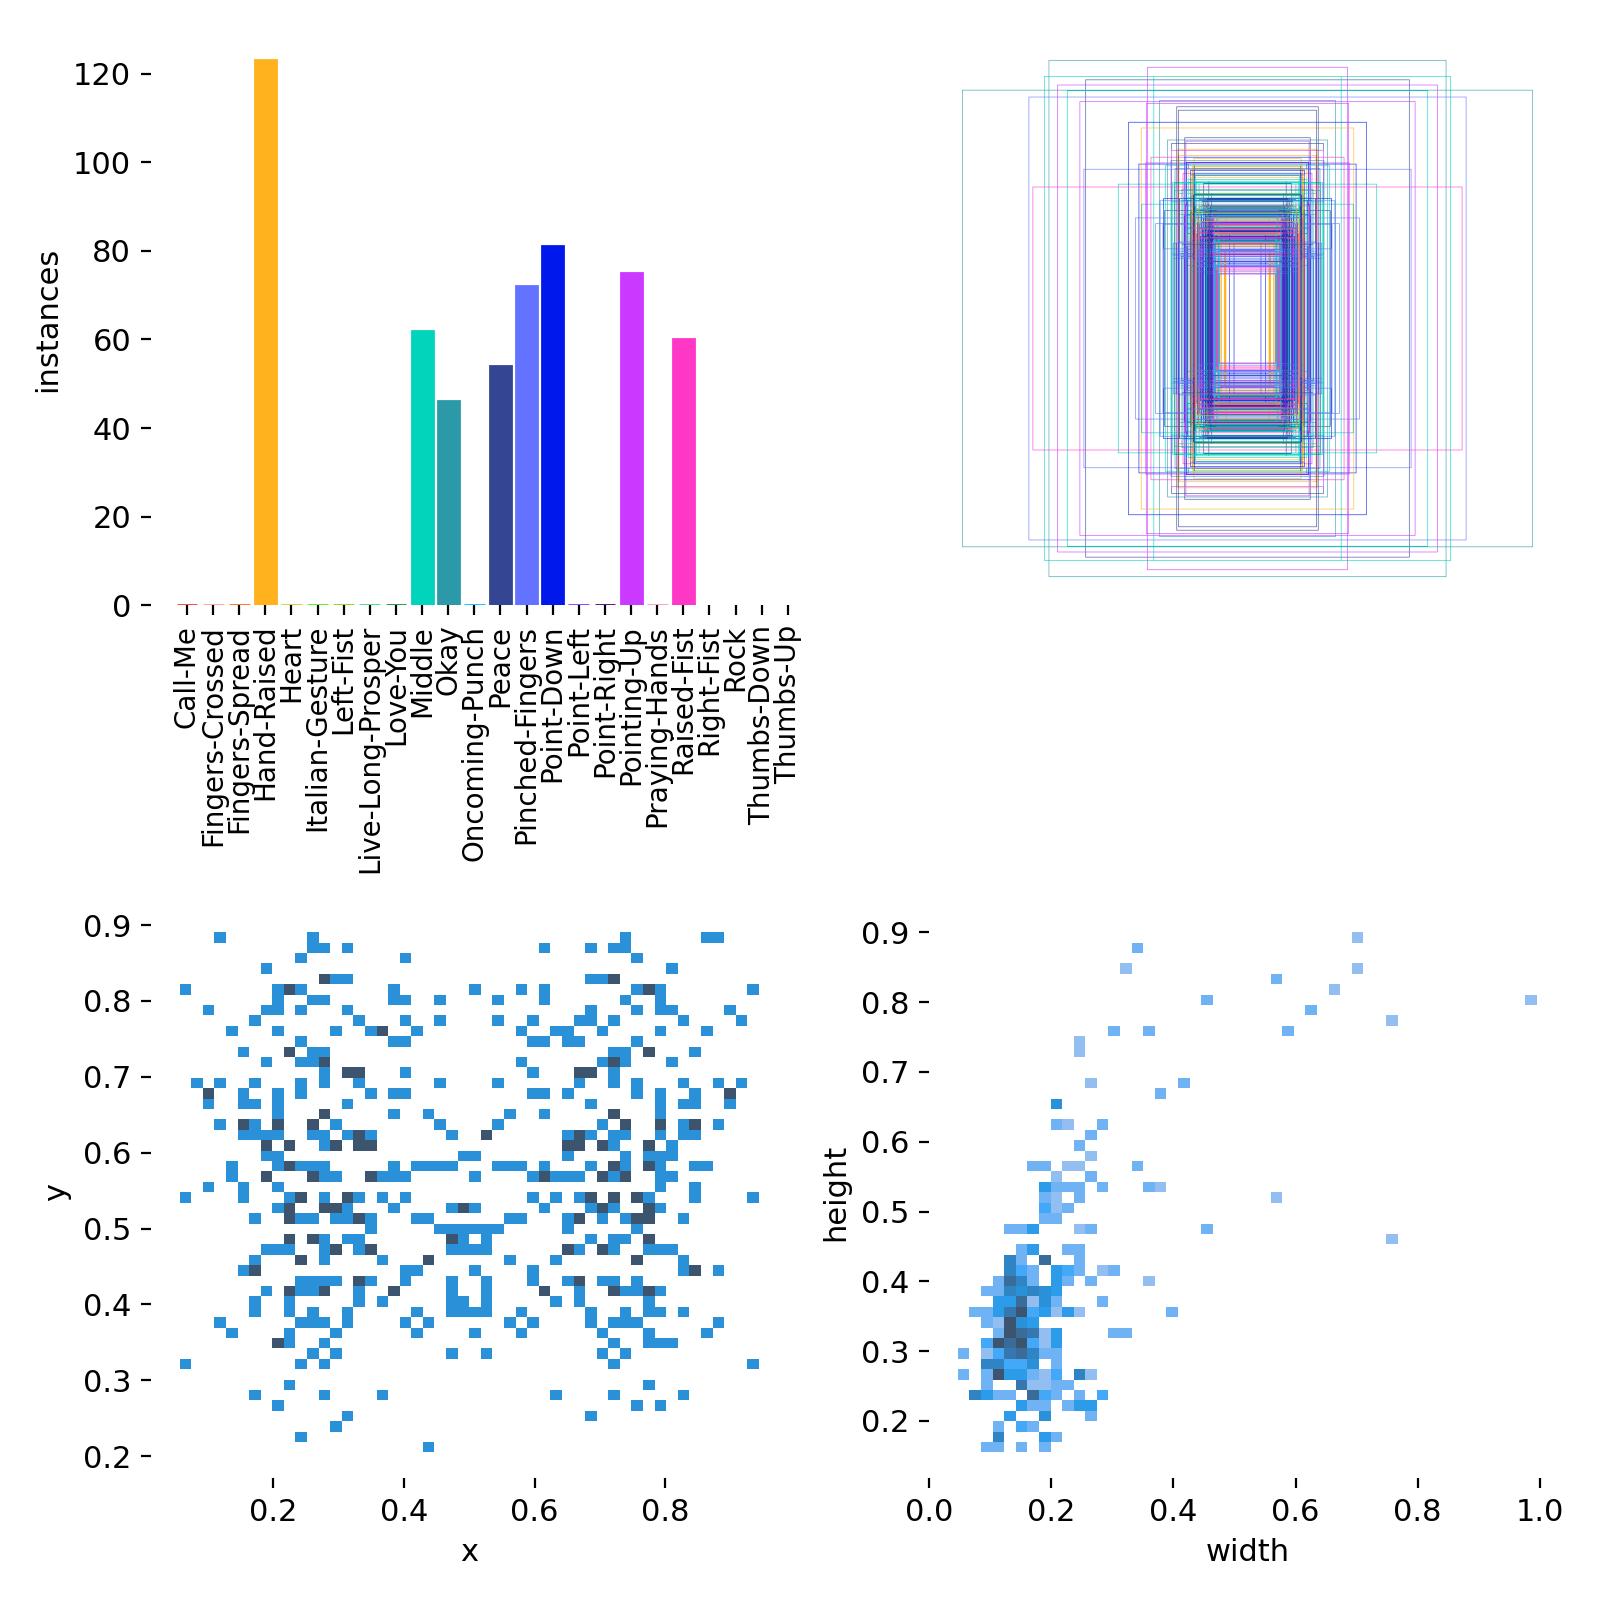 120
100
80
60
40
20
0
instances
Call-Me
Fingers-Crossed
Fingers-Spread
Hand-Raised
Heart
Italian-Gesture
Left-Fist
Live-Long-Prosper
Love-You
Middle
Okay
Oncoming-Punch
Peace
Pinched-Fingers
Point-Down
Point-Left
Point-Right
Pointing-Up
Praying-Hands
Raised-Fist
Right-Fist
Rock
Thumbs-Down
Thumbs-Up
0.9
0.8
0.7
0.6
0.5
0.4
0.3
0.2
y
0.2 0.4 0.6 0.8
x
0.9
0.8
0.7
0.6
0.5
0.4
0.3
0.2
height
0.0 0.2 0.4 0.6 0.8 1.0
width